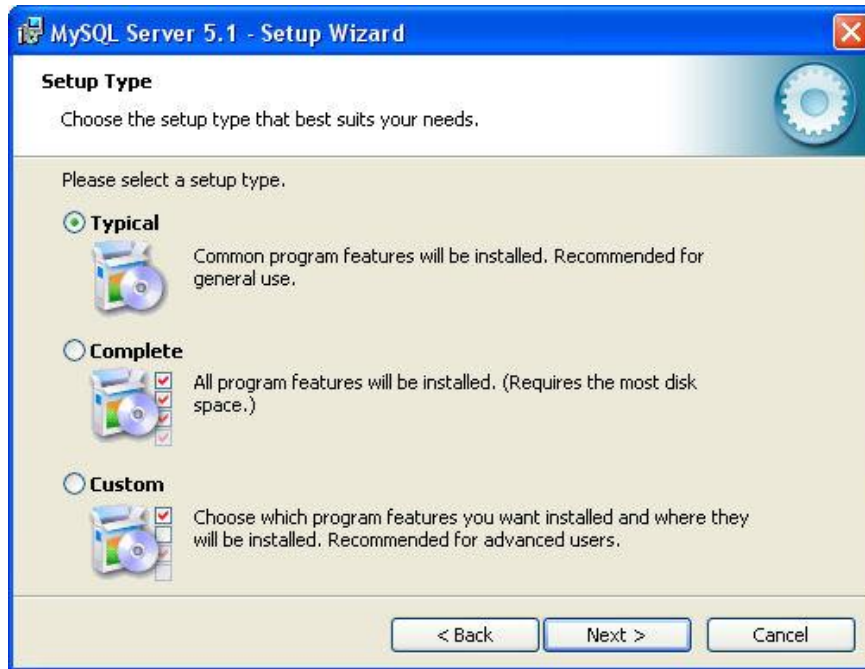 MySQL Server 5.1 - Setup Wizard
Setup Type
Choose the setup type that best suits your needs.
Please select a setup type.
Typical
Common program features will be installed. Recommended for
general use.
Complete
All program features will be installed. (Requires the most disk
space.)
Custom
Choose which program features you want installed and where they
will be installed. Recommended for advanced users.
< Back
Next >
Cancel